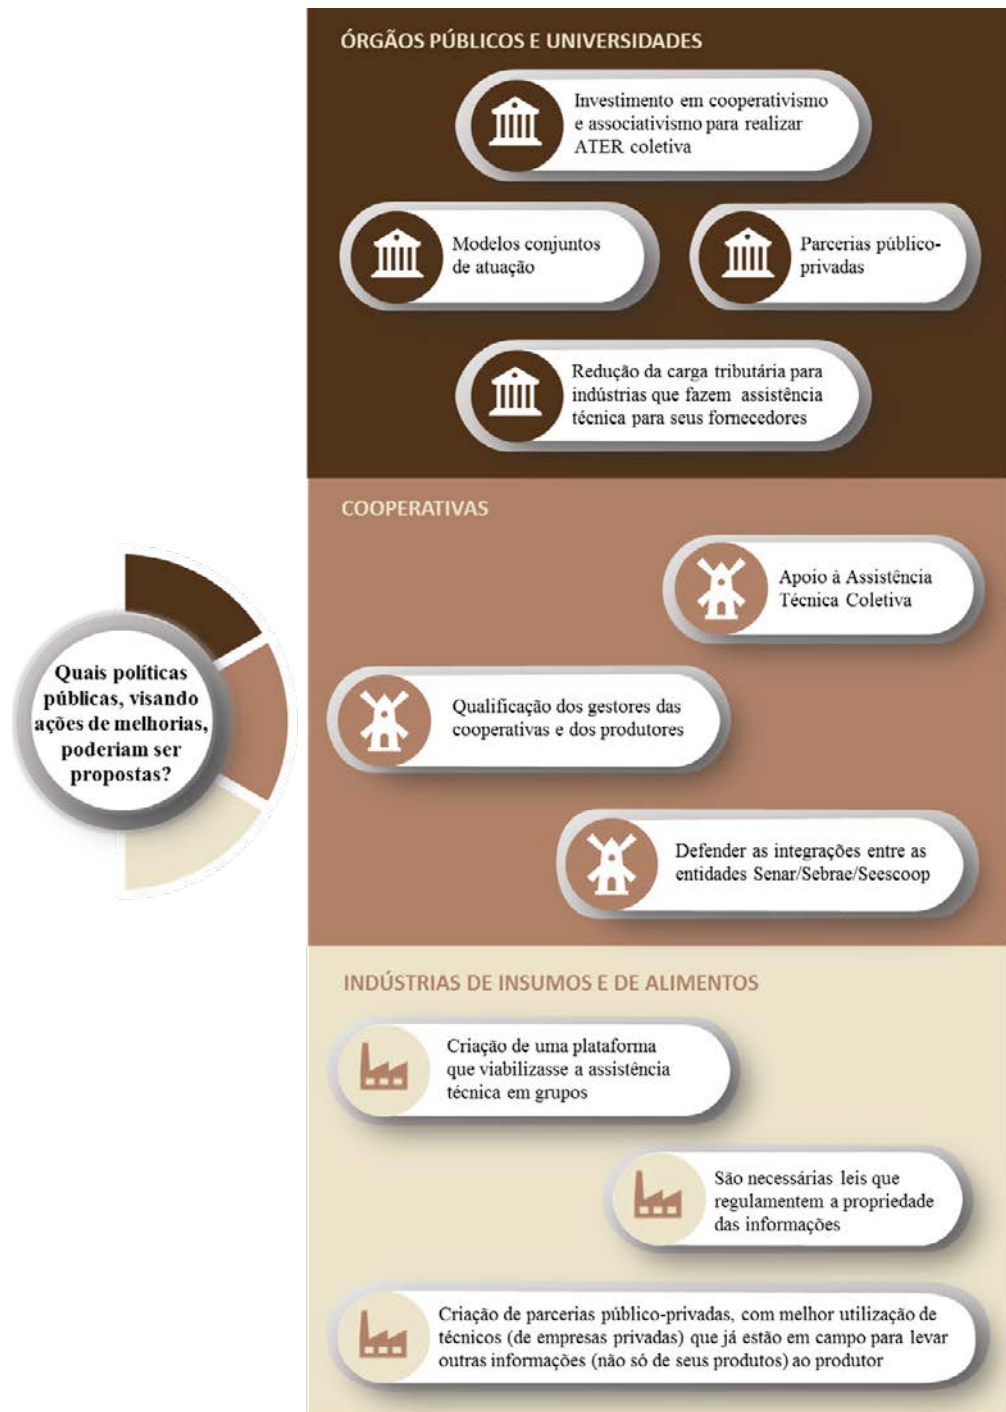 ÓRGÃOS PÚBLICOS E UNIVERSIDADES
Investimento em cooperativismo
e associativismo para realizar
ATER coletiva
Modelos conjuntos
de atuação
Parcerias público-
privadas
Redução da carga tributária para
indústrias que fazem assistência
técnica para seus fornecedores
COOPERATIVAS
Apoio à Assistência
Técnica Coletiva
Quais políticas
públicas, visando
ações de melhorias,
poderiam ser
propostas?
Qualificação dos gestores das
cooperativas e dos produtores
Defender as integrações entre as
entidades Senar/Sebrae/Seescoop
INDÚSTRIAS DE INSUMOS E DE ALIMENTOS
Criação de uma plataforma
que viabilizasse a assistência
técnica em grupos
São necessárias leis que
regulamentem a propriedade
das informações
Criação de parcerias público-privadas, com melhor utilização de
técnicos (de empresas privadas) que já estão em campo para levar
outras informações (não só de seus produtos) ao produtor